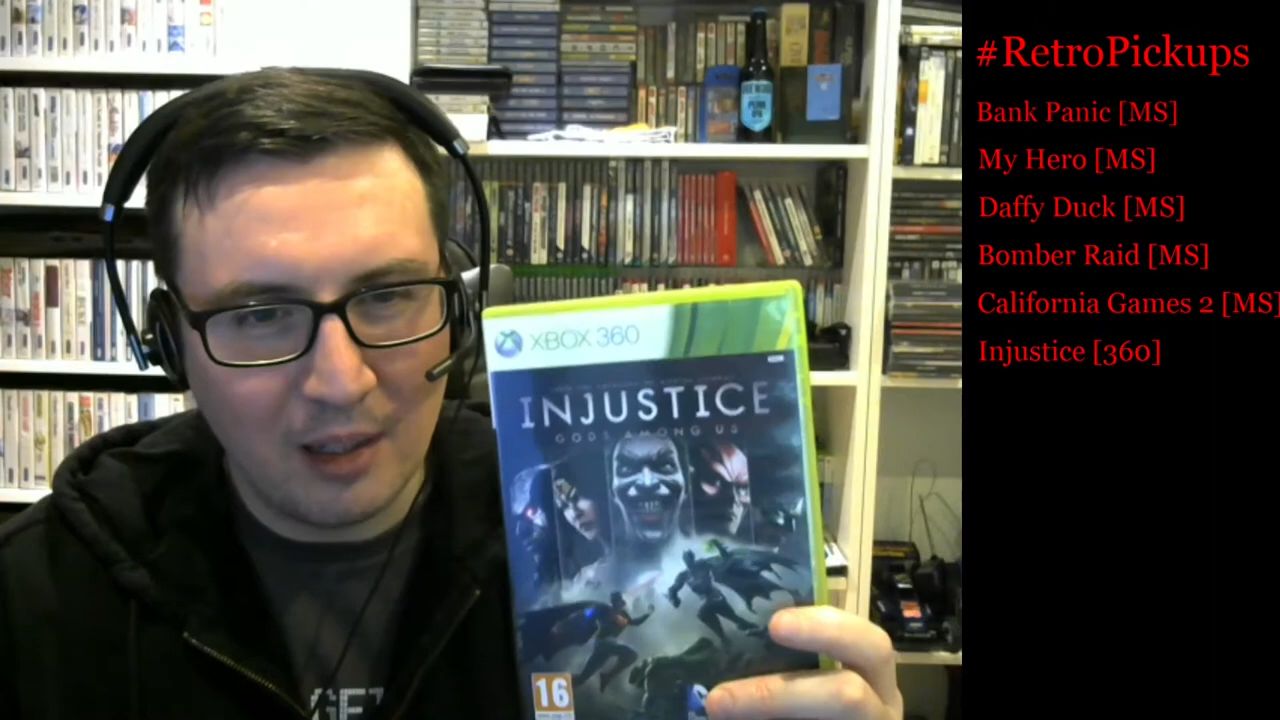 #RetroPickups
Bank Panic [MS]
My Hero [MS]
Daffy Duck [MS]
Bomber Raid [MS]
California Games 2 [MS]
Injustice [360]
XBOX 360
INJUSTICE
GODS AMONG US
16
GET